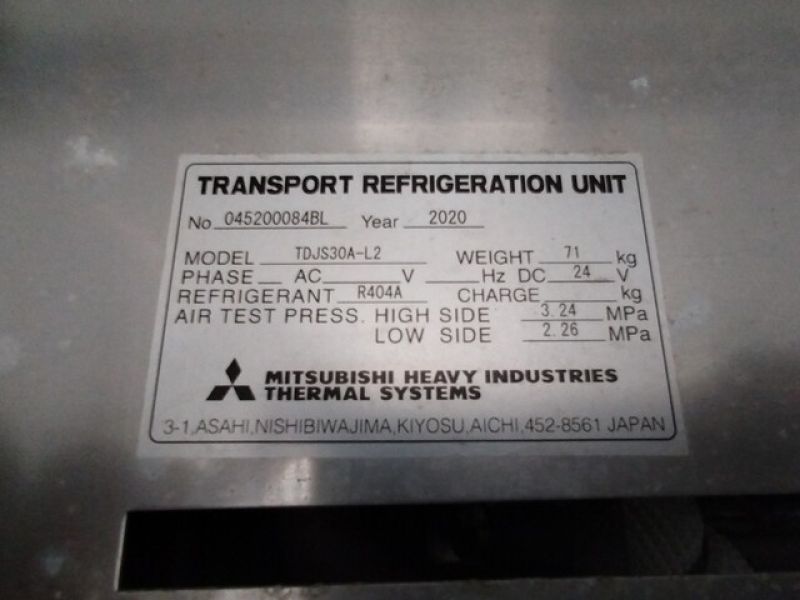 TRANSPORT REFRIGERATION UNIT
No 045200084BL Year 2020
MODEL TDJS30A-L2 WEIGHT 71 kg
PHASE AC V Hz DC 24 V
REFRIGERANT R404A CHARGE kg
AIR TEST PRESS. HIGH SIDE 3.24 MPa
LOW SIDE 2.26 MPa
MITSUBISHI HEAVY INDUSTRIES
THERMAL SYSTEMS
3-1,ASAHI,NISHIBIWAJIMA,KIYOSU,AICHI,452-8561 JAPAN